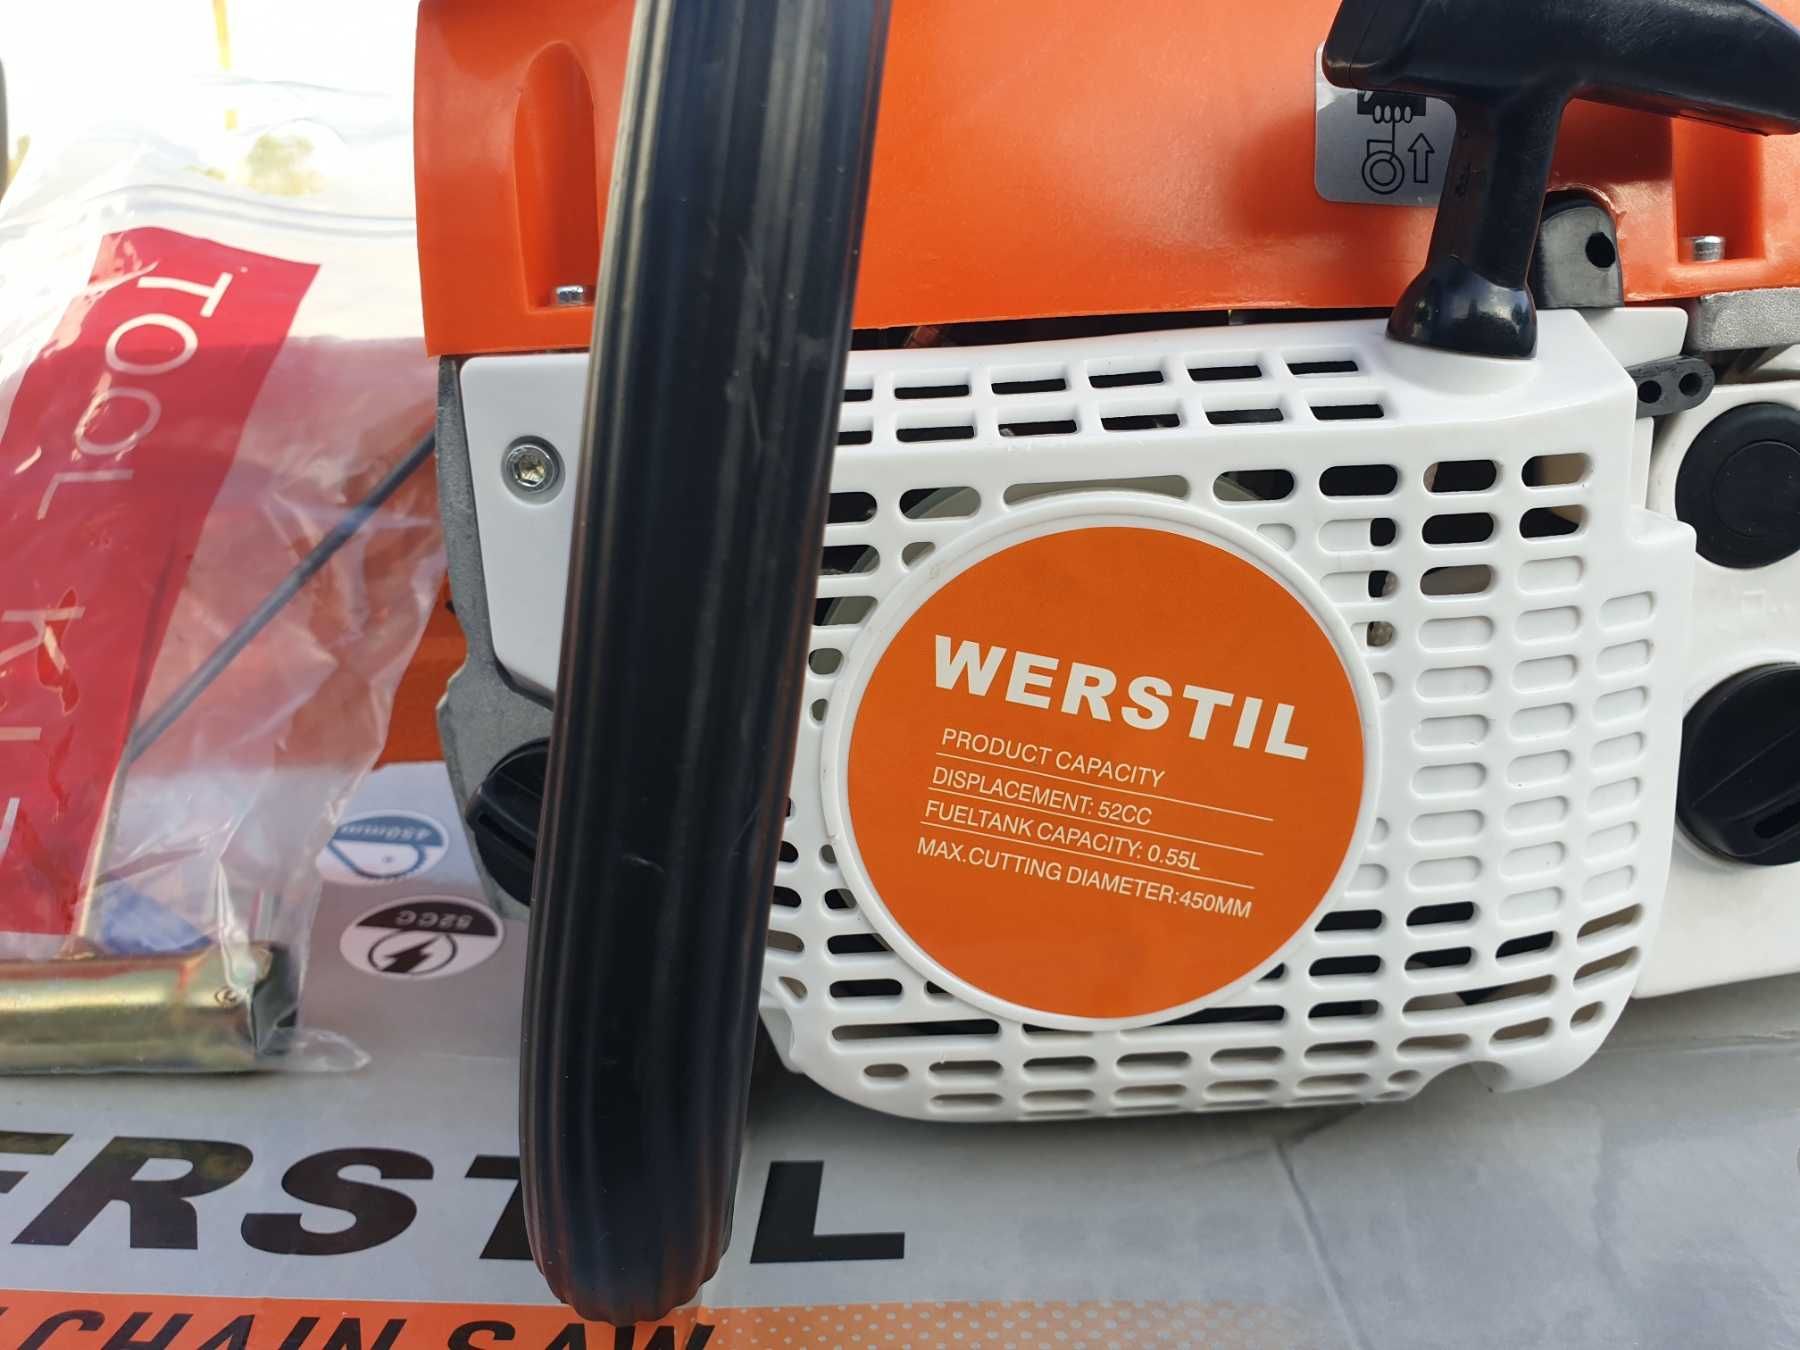 TOOL KIT
WERSTIL
PRODUCT CAPACITY
DISPLACEMENT: 52CC
FUELTANK CAPACITY: 0.55L
MAX.CUTTING DIAMETER:450MM
450mm
52CC
ERSTIL
CHAIN SAW